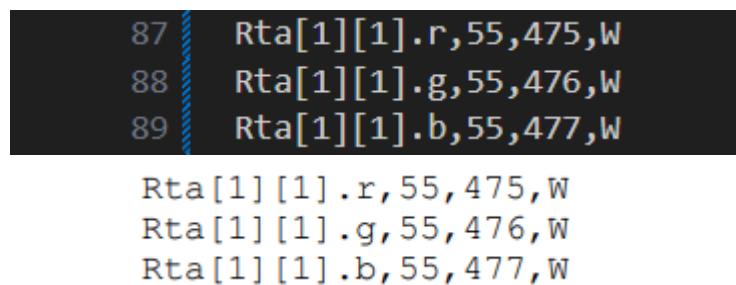 87 Rta[1][1].r,55,475,W
88 Rta[1][1].g,55,476,W
89 Rta[1][1].b,55,477,W
Rta[1][1].r,55,475,W
Rta[1][1].g,55,476,W
Rta[1][1].b,55,477,W